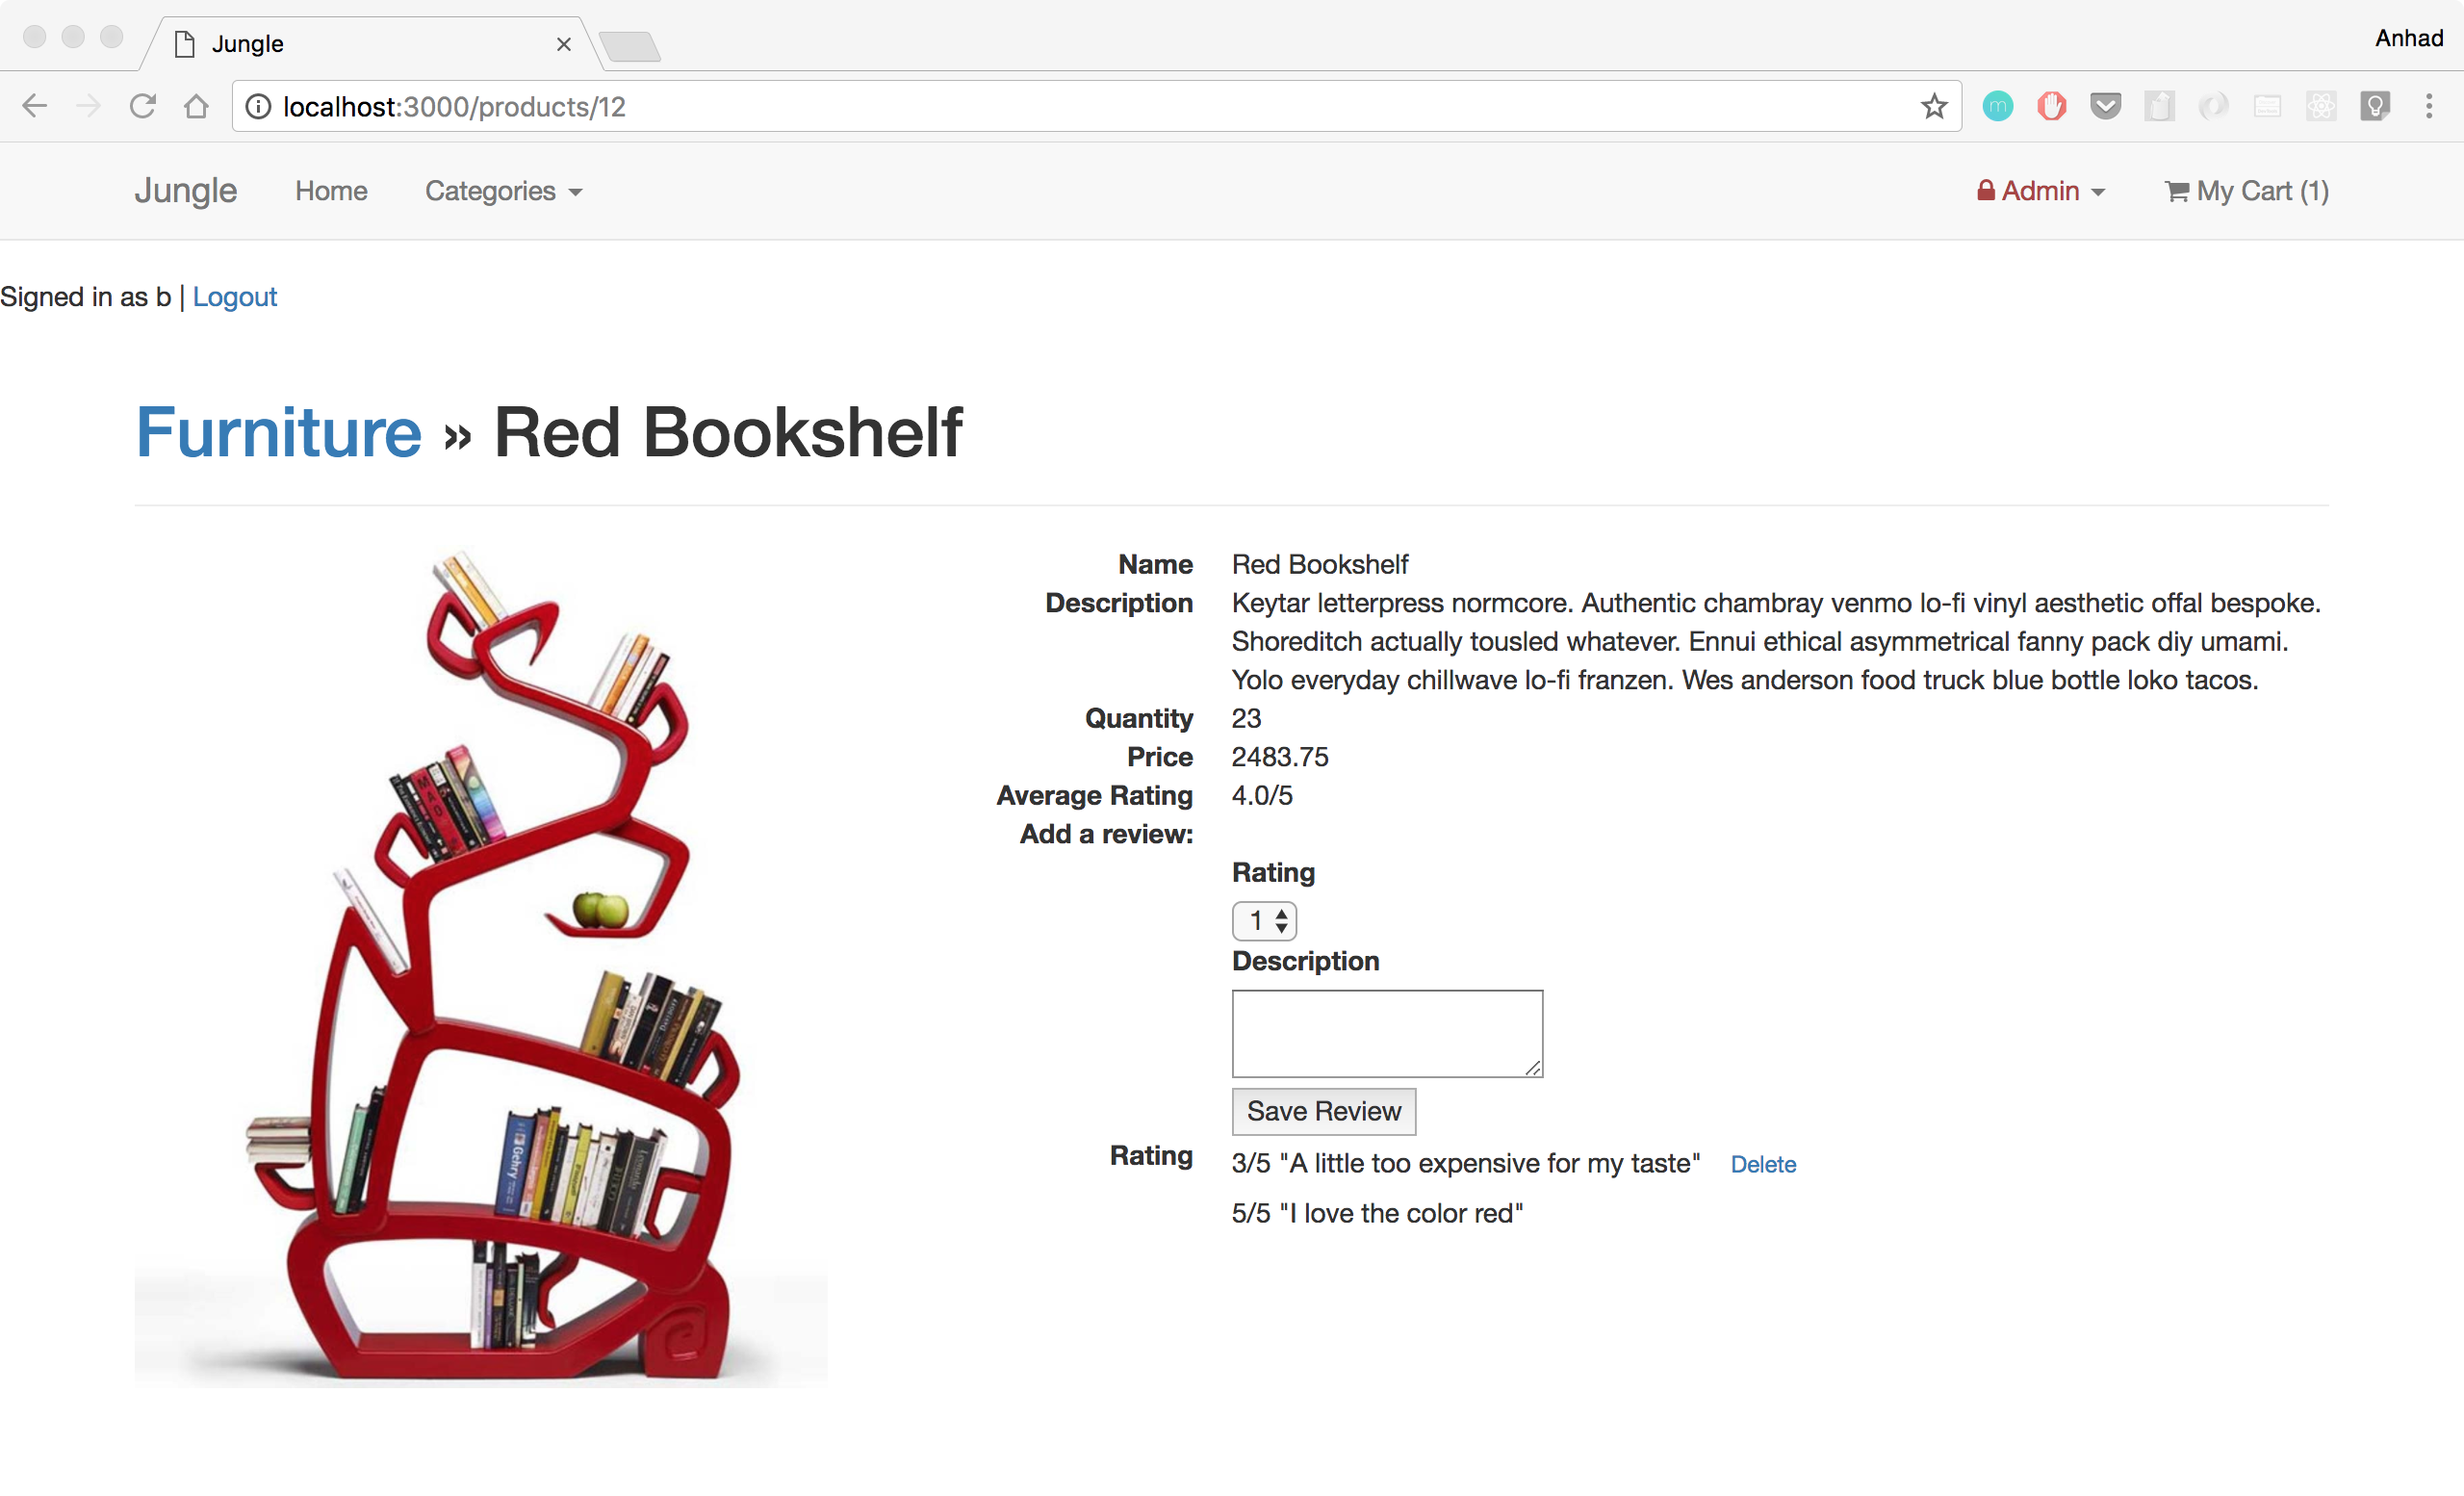 Jungle
Anhad
localhost:3000/products/12
Jungle Home Categories Admin My Cart (1)
Signed in as b | Logout
Furniture » Red Bookshelf
Name Red Bookshelf
Description Keytar letterpress normcore. Authentic chambray venmo lo-fi vinyl aesthetic offal bespoke.
Shoreditch actually tousled whatever. Ennui ethical asymmetrical fanny pack diy umami.
Yolo everyday chillwave lo-fi franzen. Wes anderson food truck blue bottle loko tacos.
Quantity 23
Price 2483.75
Average Rating 4.0/5
Add a review:
Rating
1
Description
Save Review
Rating 3/5 "A little too expensive for my taste" Delete
5/5 "I love the color red"
MAD
Gehry